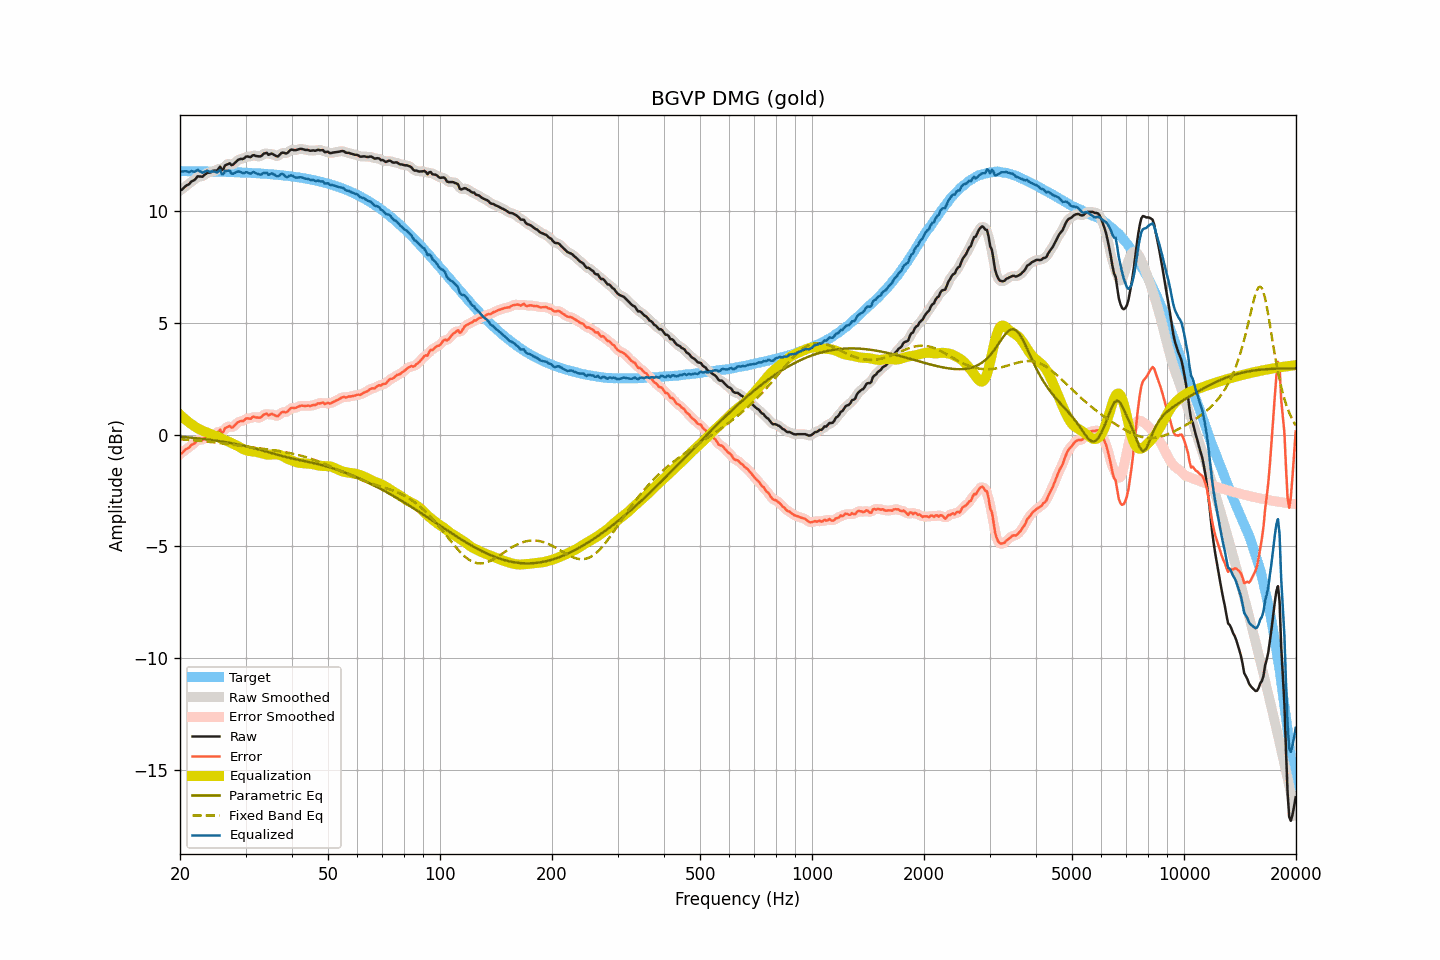 BGVP DMG (gold)
Amplitude (dBr)
10
5
0
−5
−10
−15
Target
Raw Smoothed
Error Smoothed
Raw
Error
Equalization
Parametric Eq
Fixed Band Eq
Equalized
20 50 100 200 500 1000 2000 5000 10000 20000
Frequency (Hz)